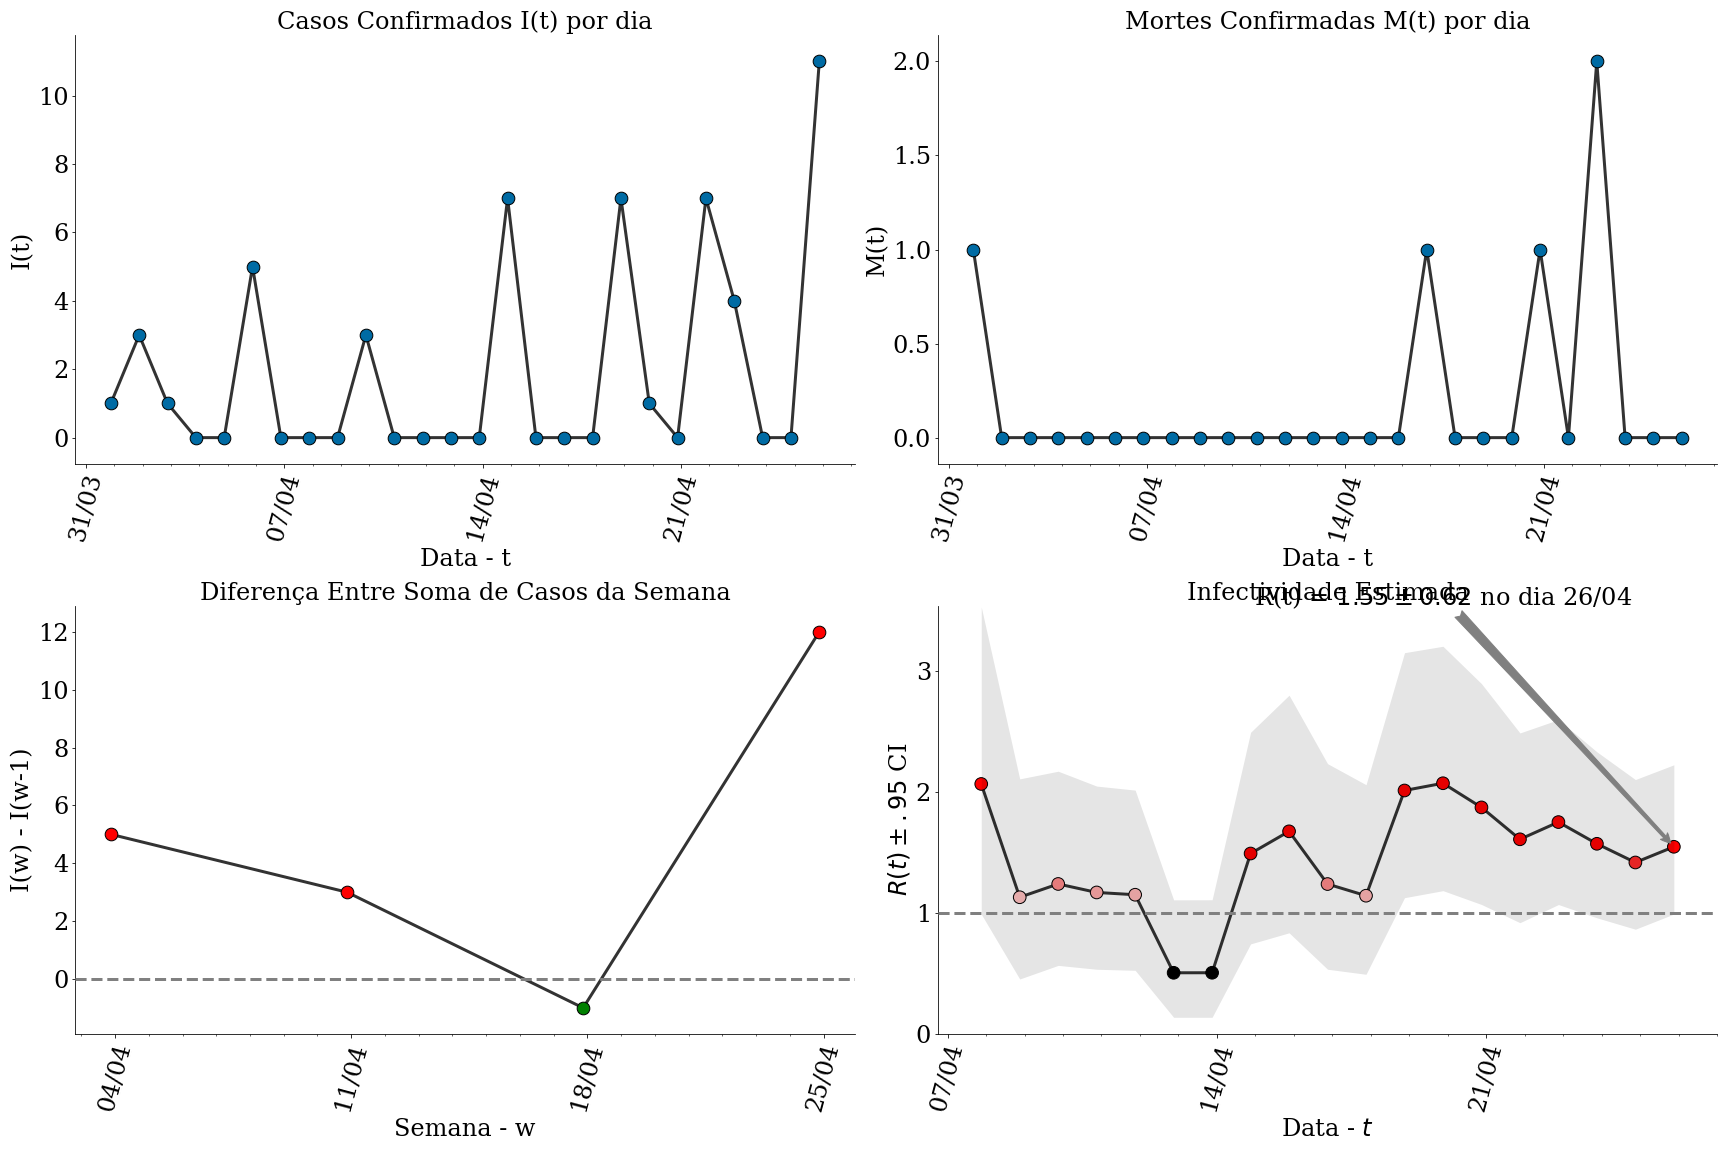 Casos Confirmados I(t) por dia
I(t)
10
8
6
4
2
0
31/03
07/04
14/04
21/04
Data - t
Mortes Confirmadas M(t) por dia
M(t)
2.0
1.5
1.0
0.5
0.0
31/03
07/04
14/04
21/04
Data - t
Diferença Entre Soma de Casos da Semana
I(w) - I(w-1)
12
10
8
6
4
2
0
04/04
11/04
18/04
25/04
Semana - w
Infectividade Estimada
R(t) = 1.55 ± 0.62 no dia 26/04
R(t) ± .95 CI
3
2
1
0
07/04
14/04
21/04
Data - t